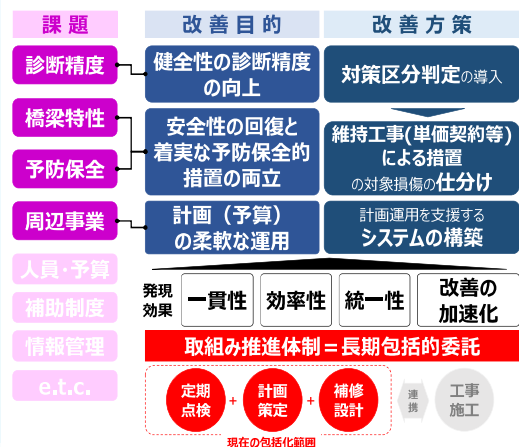 課題
改善目的
改善方策
診断精度
健全性の診断精度
の向上
対策区分判定の導入
橋梁特性
予防保全
安全性の回復と
着実な予防保全的
措置の両立
維持工事(単価契約等)
による措置
の対象損傷の仕分け
周辺事業
計画（予算）
の柔軟な運用
計画運用を支援する
システムの構築
人員・予算
補助制度
情報管理
e.t.c.
発現
効果
一貫性
効率性
統一性
改善の
加速化
取組み推進体制＝長期包括的委託
定期
点検
+
計画
策定
+
補修
設計
連
携
工事
施工
現在の包括化範囲